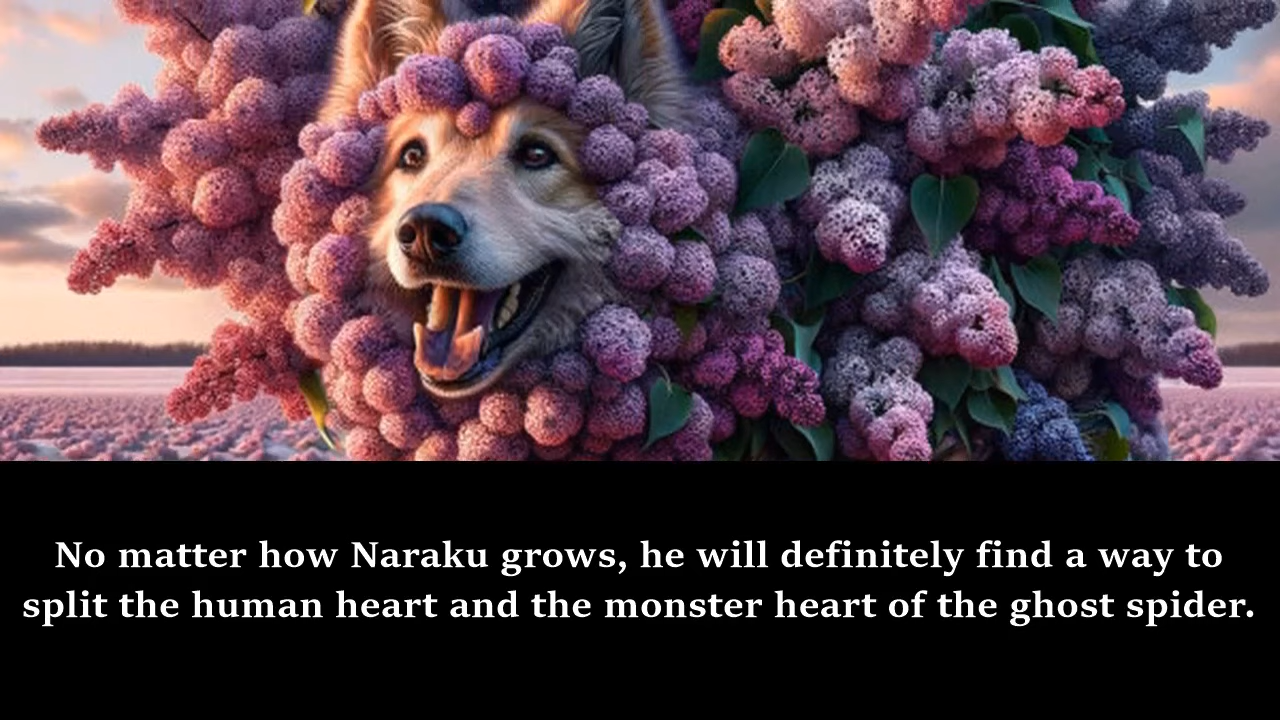 No matter how Naraku grows, he will definitely find a way to
split the human heart and the monster heart of the ghost spider.